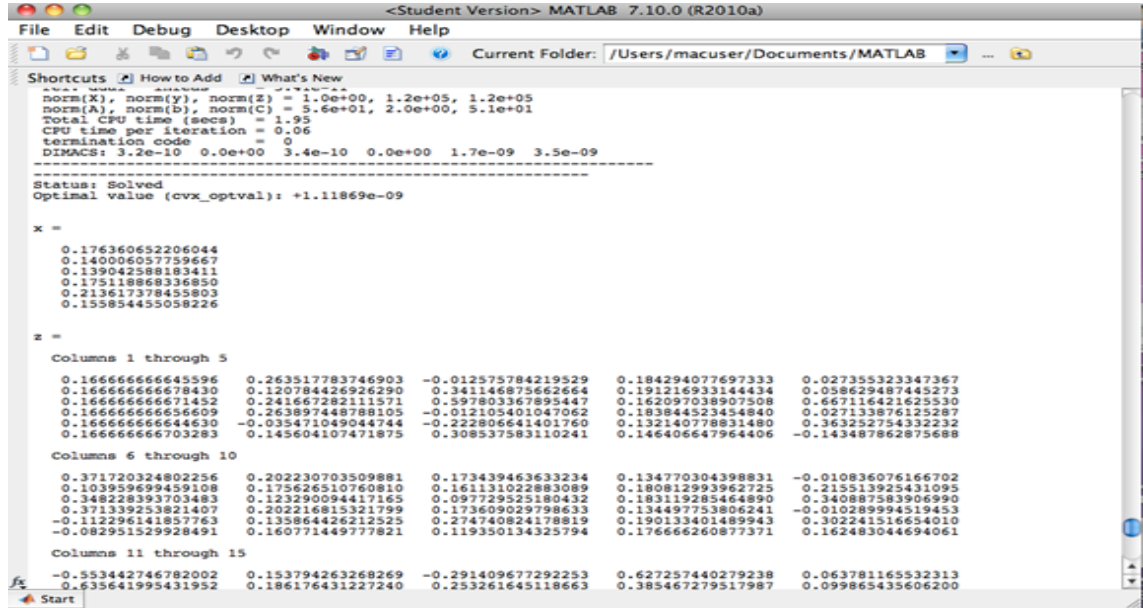 <Student Version> MATLAB 7.10.0 (R2010a)
File Edit Debug Desktop Window Help
Current Folder: /Users/macuser/Documents/MATLAB
Shortcuts How to Add What's New
norm(X), norm(y), norm(Z) = 1.0e+00, 1.2e+05, 1.2e+05
norm(A), norm(b), norm(C) = 5.6e+01, 2.0e+00, 5.1e+01
Total CPU time (secs) = 1.95
CPU time per iteration = 0.06
termination code = 0
DIMACS: 3.2e-10 0.0e+00 3.4e-10 0.0e+00 1.7e-09 3.5e-09
------------------------------------------------------------------
------------------------------------------------------------
Status: Solved
Optimal value (cvx_optval): +1.11869e-09
x =
0.176360652206044
0.140006057759667
0.139042588183411
0.175118868336850
0.213617378455803
0.155854455058226
z =
Columns 1 through 5
0.166666666645596 0.263517783746903 -0.012575784219529 0.184294077697333 0.027355323347367
0.166666666678430 0.120784426926290 0.341146875662664 0.191216933144434 0.058629487445273
0.166666666671452 0.241667282111571 0.597803367895447 0.162097038907508 0.667116421625530
0.166666666656609 0.263897448788105 -0.012105401047062 0.183844523454840 0.027133876125287
0.166666666644630 -0.035471049044744 -0.222806641401760 0.132140778831480 0.363252754332232
0.166666666703283 0.145604107471875 0.308537583110241 0.146406647964406 -0.143487862875688
Columns 6 through 10
0.371720324802256 0.202230703509881 0.173439463633234 0.134770304398831 -0.010836076166702
0.103959699459108 0.175626510760810 0.161131022883089 0.180812993962725 0.215513925431095
0.348228393703483 0.123290094417165 0.097729525180432 0.183119285464890 0.340887583906990
0.371339253821407 0.202216815321799 0.173609029798633 0.134497753806241 -0.010289994519453
-0.112296141857763 0.135864426212525 0.274740824178819 0.190133401489943 0.302241516654010
-0.082951529928491 0.160771449777821 0.119350134325794 0.176666260877371 0.162483044694061
Columns 11 through 15
-0.553442746782002 0.153794263268269 -0.291409677292253 0.627257440279238 0.063781165532313
0.635641995431952 0.186176431227240 0.253261645118663 0.385467279517987 0.099865435606200
fx
Start